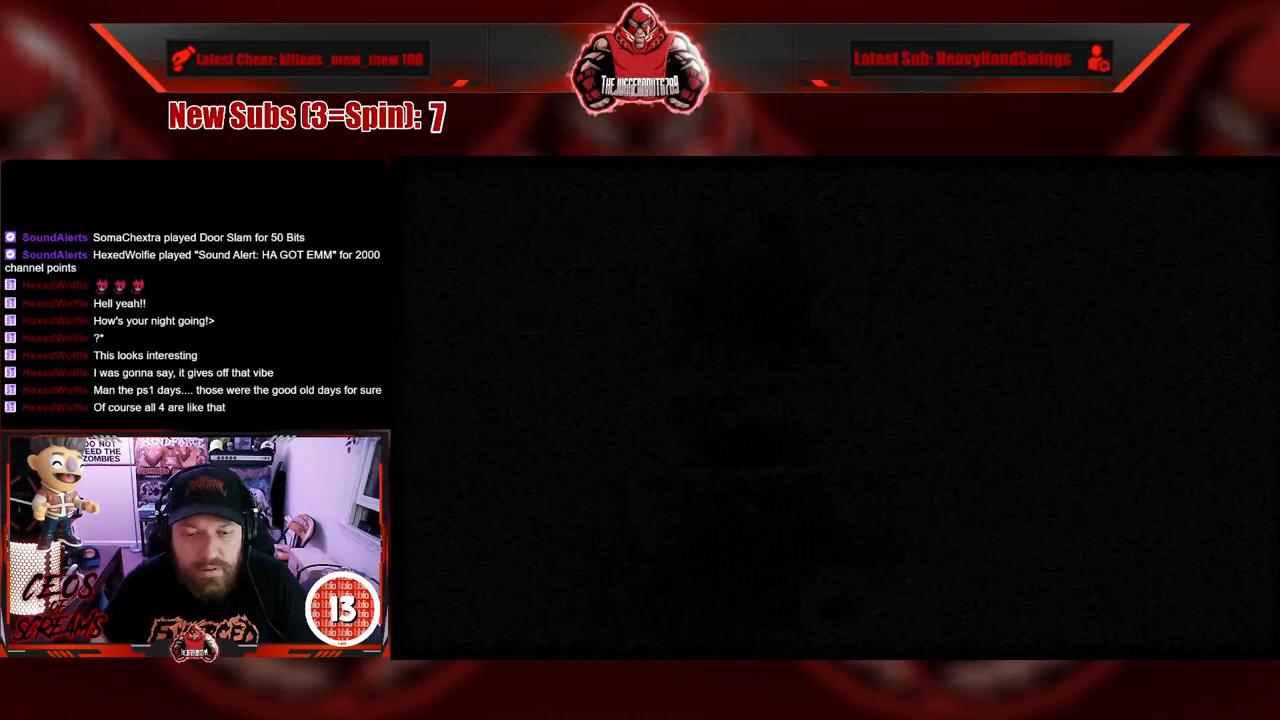 Latest Cheer: kittens_mew_mew 100
Latest Sub: HeavyHandSwings
THEJUGGERNAUT6789
New Subs (3=Spin): 7
SoundAlerts SomaChextra played Door Slam for 50 Bits
SoundAlerts HexedWolfie played "Sound Alert: HA GOT EMM" for 2000
channel points
HexedWolfie
HexedWolfie Hell yeah!!
HexedWolfie How's your night going!>
HexedWolfie ?*
HexedWolfie This looks interesting
HexedWolfie I was gonna say, it gives off that vibe
HexedWolfie Man the ps1 days.... those were the good old days for sure
HexedWolfie Of course all 4 are like that
DO NOT
FEED THE
ZOMBIES
CEOS
OF
SCREAMS
13